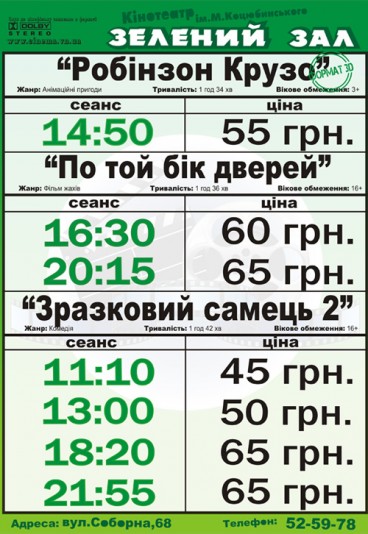 Кінотеатр ім.М.Коцюбинського
DOLBY
STEREO
www.cinema.vn.ua
ЗЕЛЕНИЙ ЗАЛ
“Робінзон Крузо”
ФОРМАТ 3D
Жанр: Анімаційні пригоди Тривалість: 1 год 34 хв Вікове обмеження: 3+
сеанс ціна
14:50 55 грн.
“По той бік дверей”
Жанр: Фільм жахів Тривалість: 1 год 36 хв Вікове обмеження: 16+
сеанс ціна
16:30 60 грн.
20:15 65 грн.
“Зразковий самець 2”
Жанр: Комедія Тривалість: 1 год 42 хв Вікове обмеження: 16+
сеанс ціна
11:10 45 грн.
13:00 50 грн.
18:20 65 грн.
21:55 65 грн.
Адреса: вул.Соборна,68 Телефон: 52-59-78